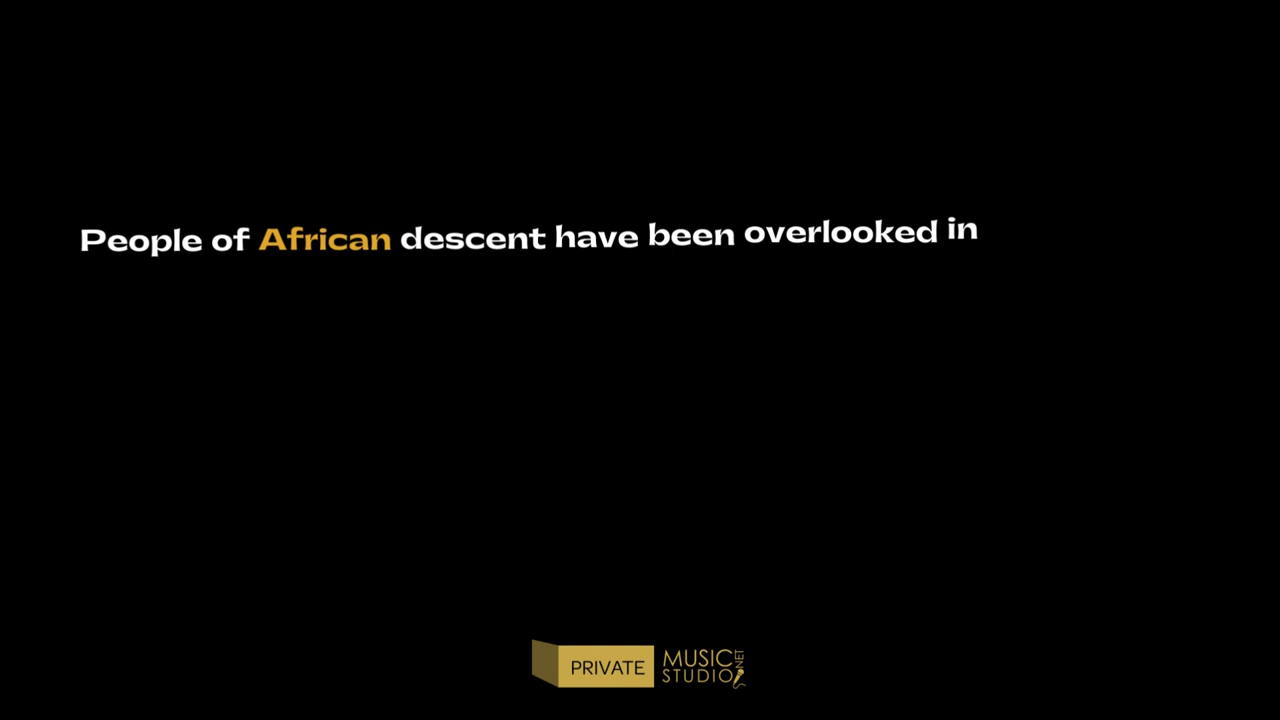 People of African descent have been overlooked in
PRIVATE
MUSIC
STUDIO
.NET